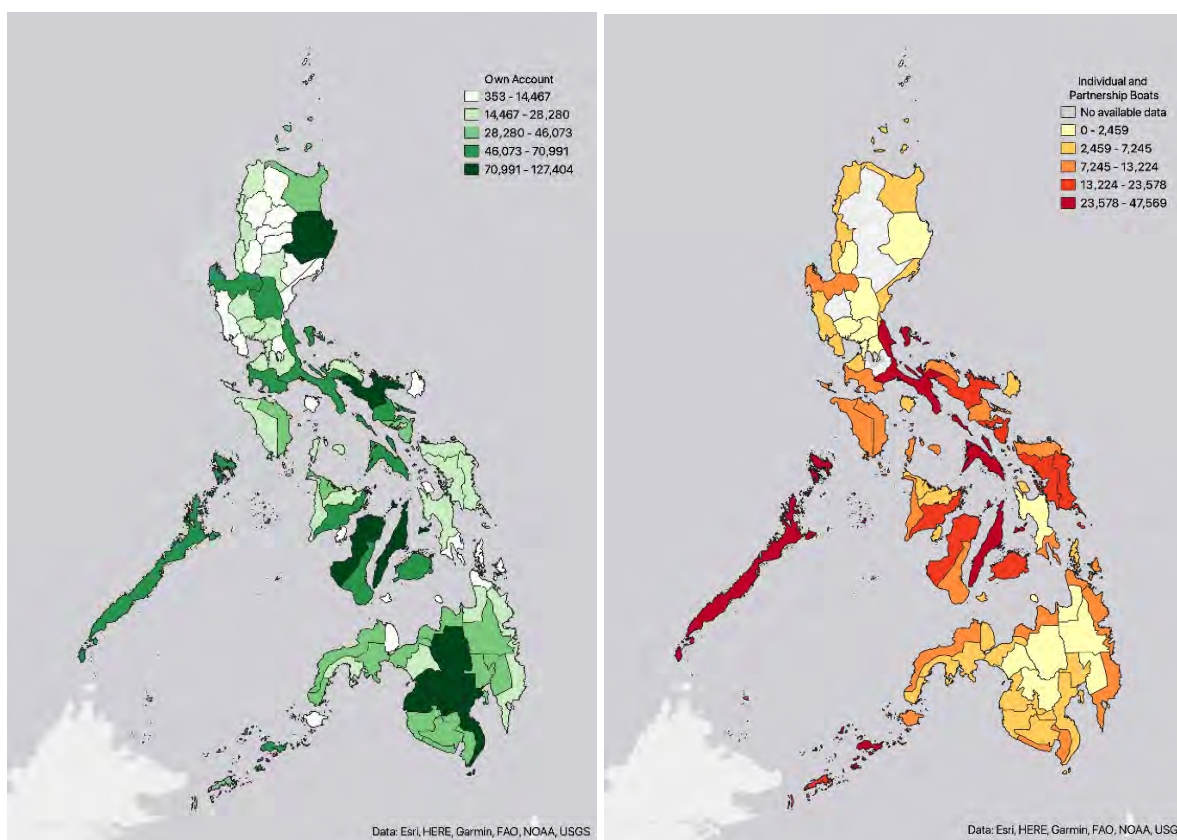 Own Account
353 - 14,467
14,467 - 28,280
28,280 - 46,073
46,073 - 70,991
70,991 - 127,404
Data: Esri, HERE, Garmin, FAO, NOAA, USGS
Individual and
Partnership Boats
No available data
0 - 2,459
2,459 - 7,245
7,245 - 13,224
13,224 - 23,578
23,578 - 47,569
Data: Esri, HERE, Garmin, FAO, NOAA, USG